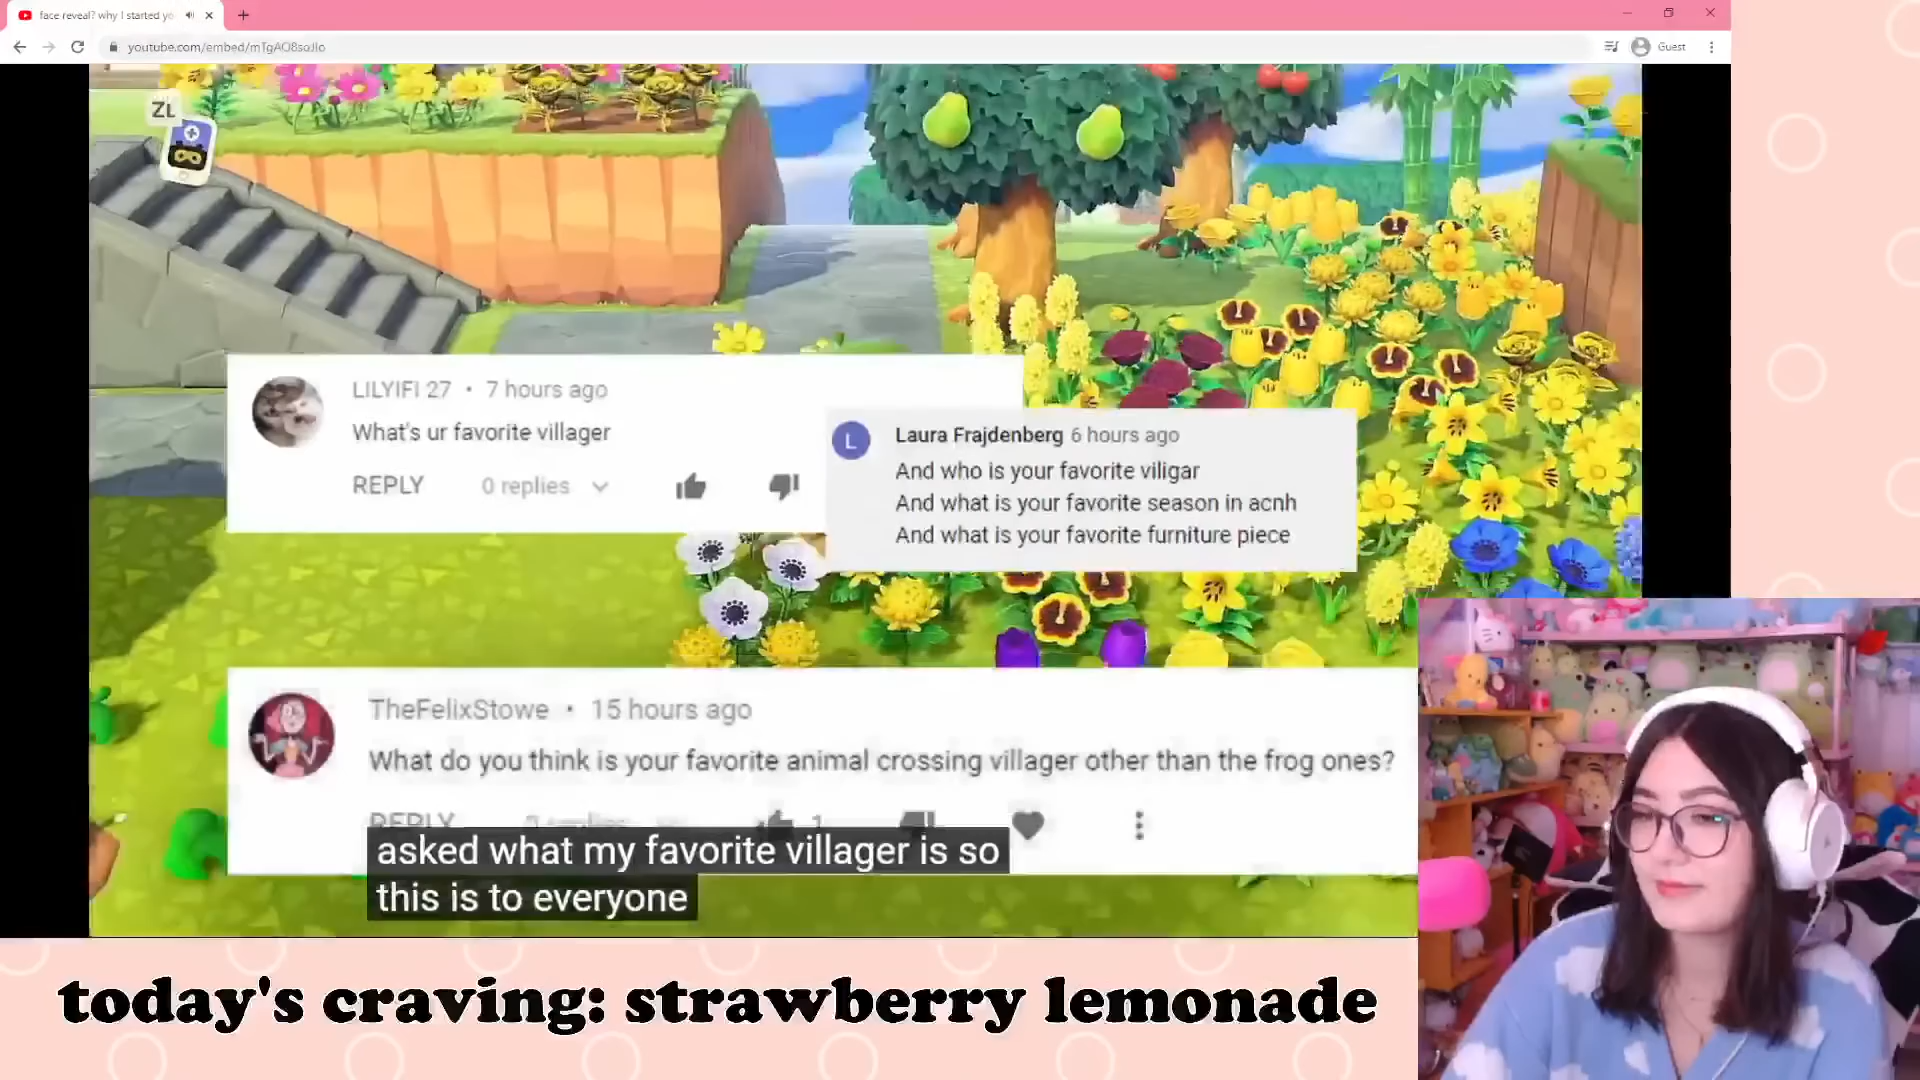 face reveal? why I started yo
youtube.com/embed/mTgAO8soJIo
Guest
ZL
LILYIFI 27 • 7 hours ago
What's ur favorite villager
REPLY 0 replies
L
Laura Frajdenberg 6 hours ago
And who is your favorite viligar
And what is your favorite season in acnh
And what is your favorite furniture piece
TheFelixStowe • 15 hours ago
What do you think is your favorite animal crossing villager other than the frog ones?
REPLY replies 1
asked what my favorite villager is so
this is to everyone
today's craving: strawberry lemonade